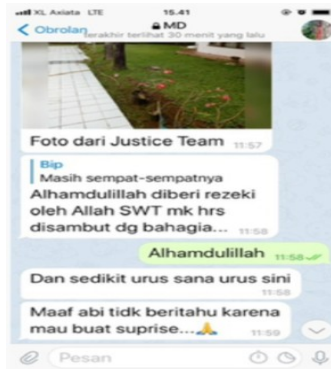 XL Axiata LTE 15.41
Obrolan MD
terakhir terlihat 30 menit yang lalu
Foto dari Justice Team 11:57
Bip
Masih sempat-sempatnya
Alhamdulillah diberi rezeki
oleh Allah SWT mk hrs
disambut dg bahagia... 11:58
Alhamdulillah 11:58
Dan sedikit urus sana urus sini
11:58
Maaf abi tidk beritahu karena
mau buat suprise...🙏 11:59
Pesan